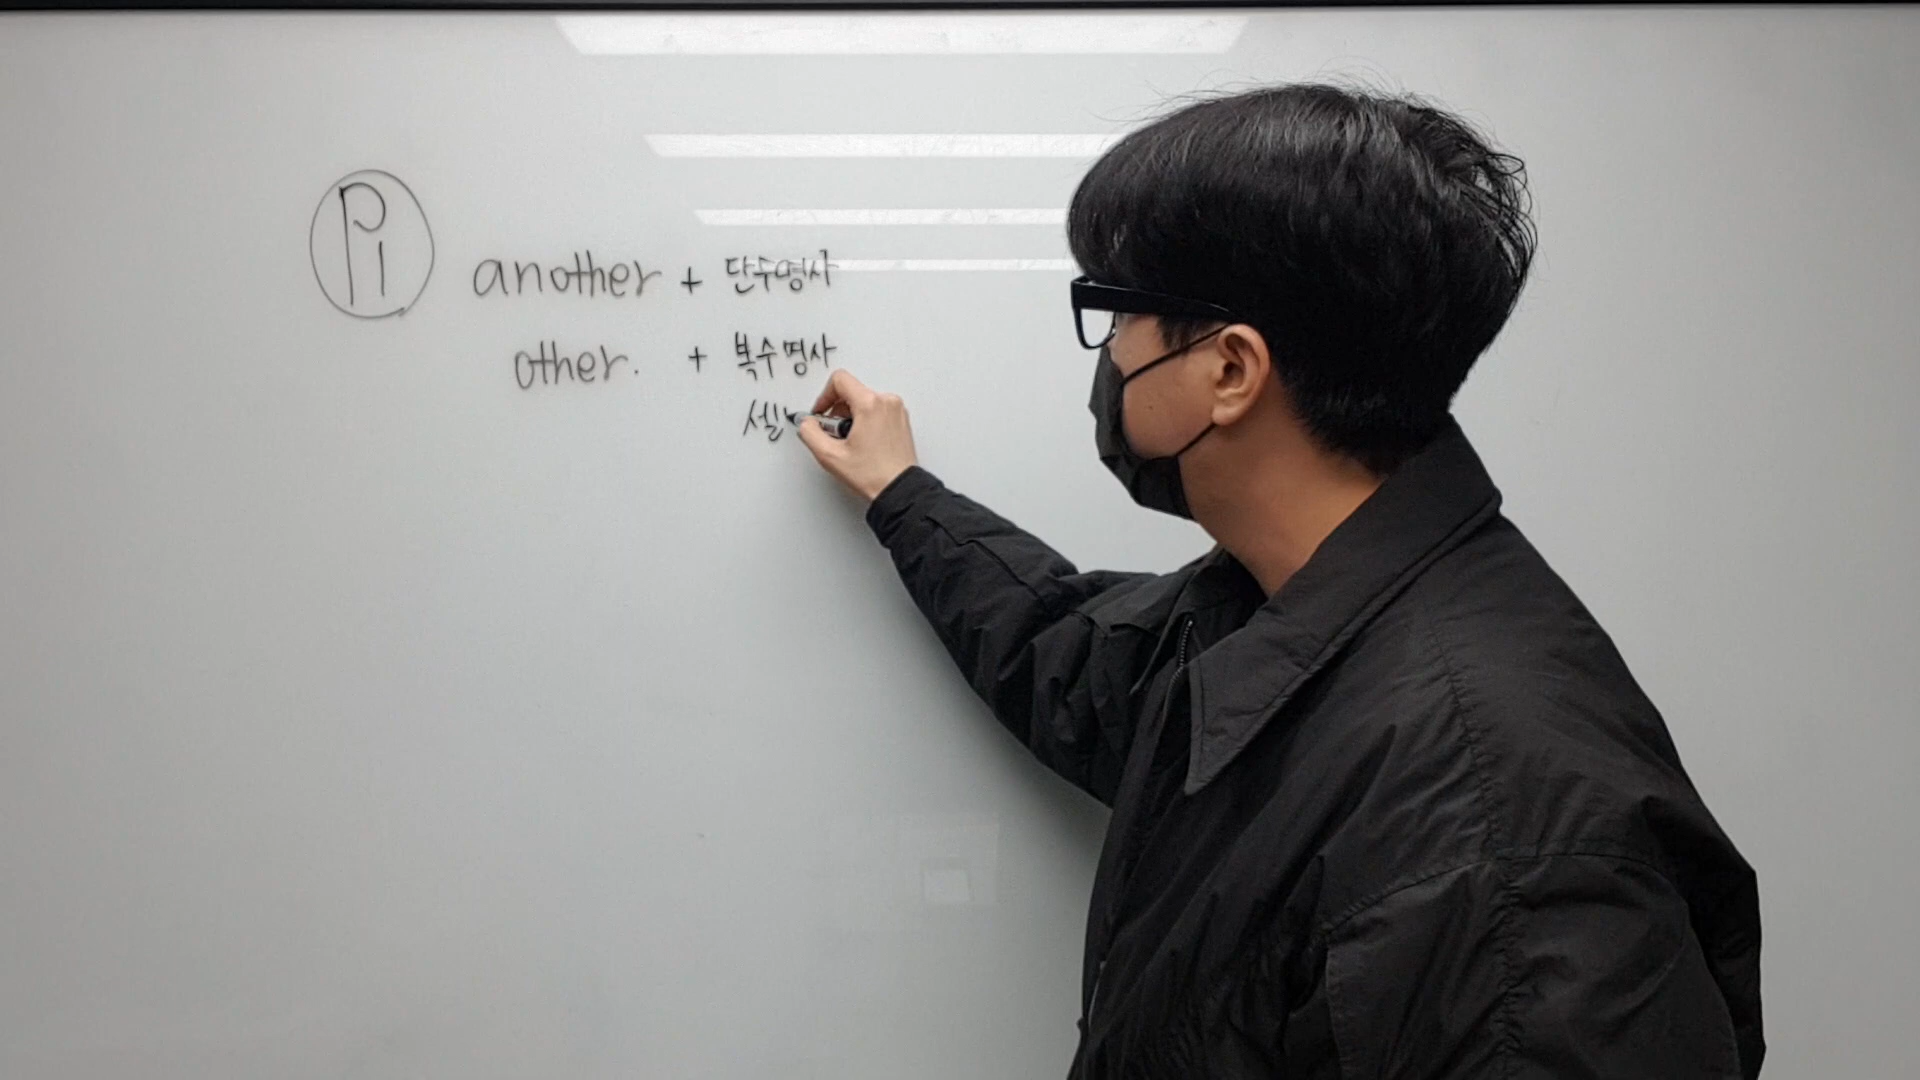 P1
another + 단수명사
other. + 복수명사
셀